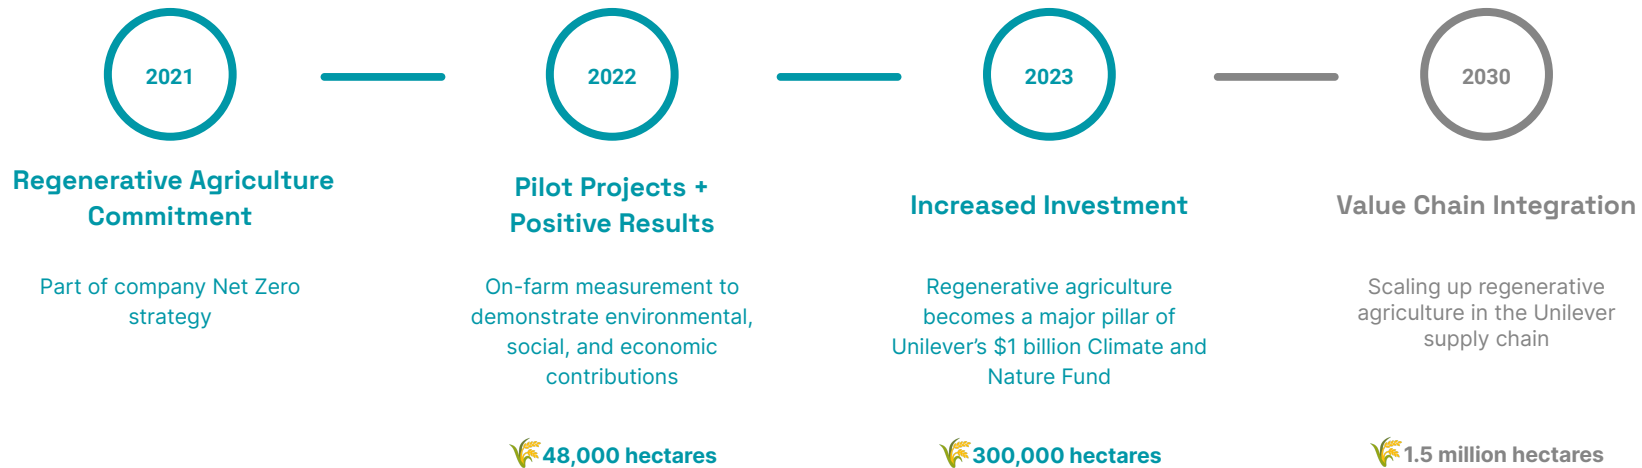 2021
Regenerative Agriculture
Commitment
Part of company Net Zero
strategy
2022
Pilot Projects +
Positive Results
On-farm measurement to
demonstrate environmental,
social, and economic
contributions
48,000 hectares
2023
Increased Investment
Regenerative agriculture
becomes a major pillar of
Unilever’s $1 billion Climate and
Nature Fund
300,000 hectares
2030
Value Chain Integration
Scaling up regenerative
agriculture in the Unilever
supply chain
1.5 million hectares